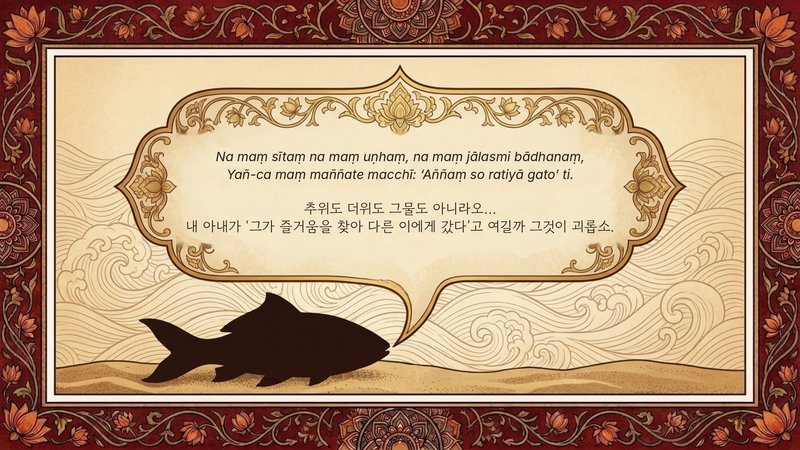 Na maṃ sītaṃ na maṃ uṇhaṃ, na maṃ jālasmi bādhanaṃ,
Yañ-ca maṃ maññate macchī: ‘Aññaṃ so ratiyā gato’ ti.
추위도 더위도 그물도 아니라오...
내 아내가 ‘그가 즐거움을 찾아 다른 이에게 갔다’고 여길까 그것이 괴롭소.